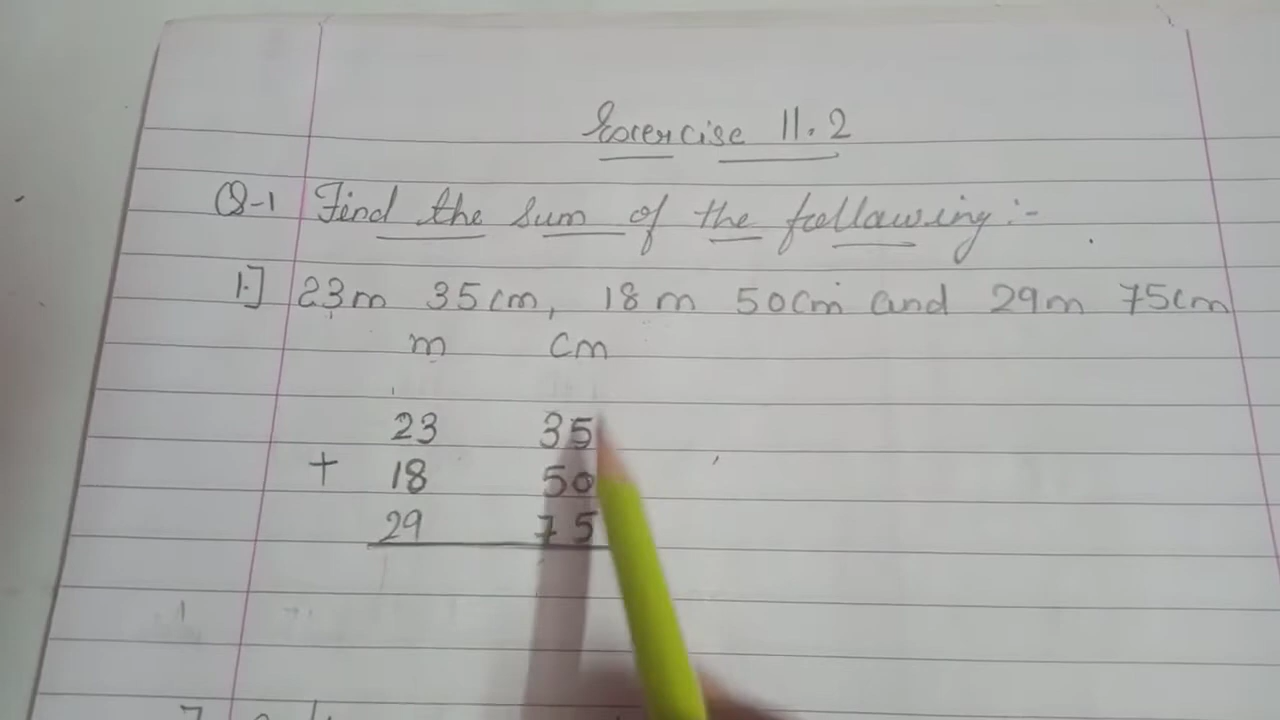 Exercise 11.2
Q-1 Find the sum of the following :-
1.] 23m 35cm, 18m 50cm and 29m 75cm
m cm
23 35
+ 18 50
29 75